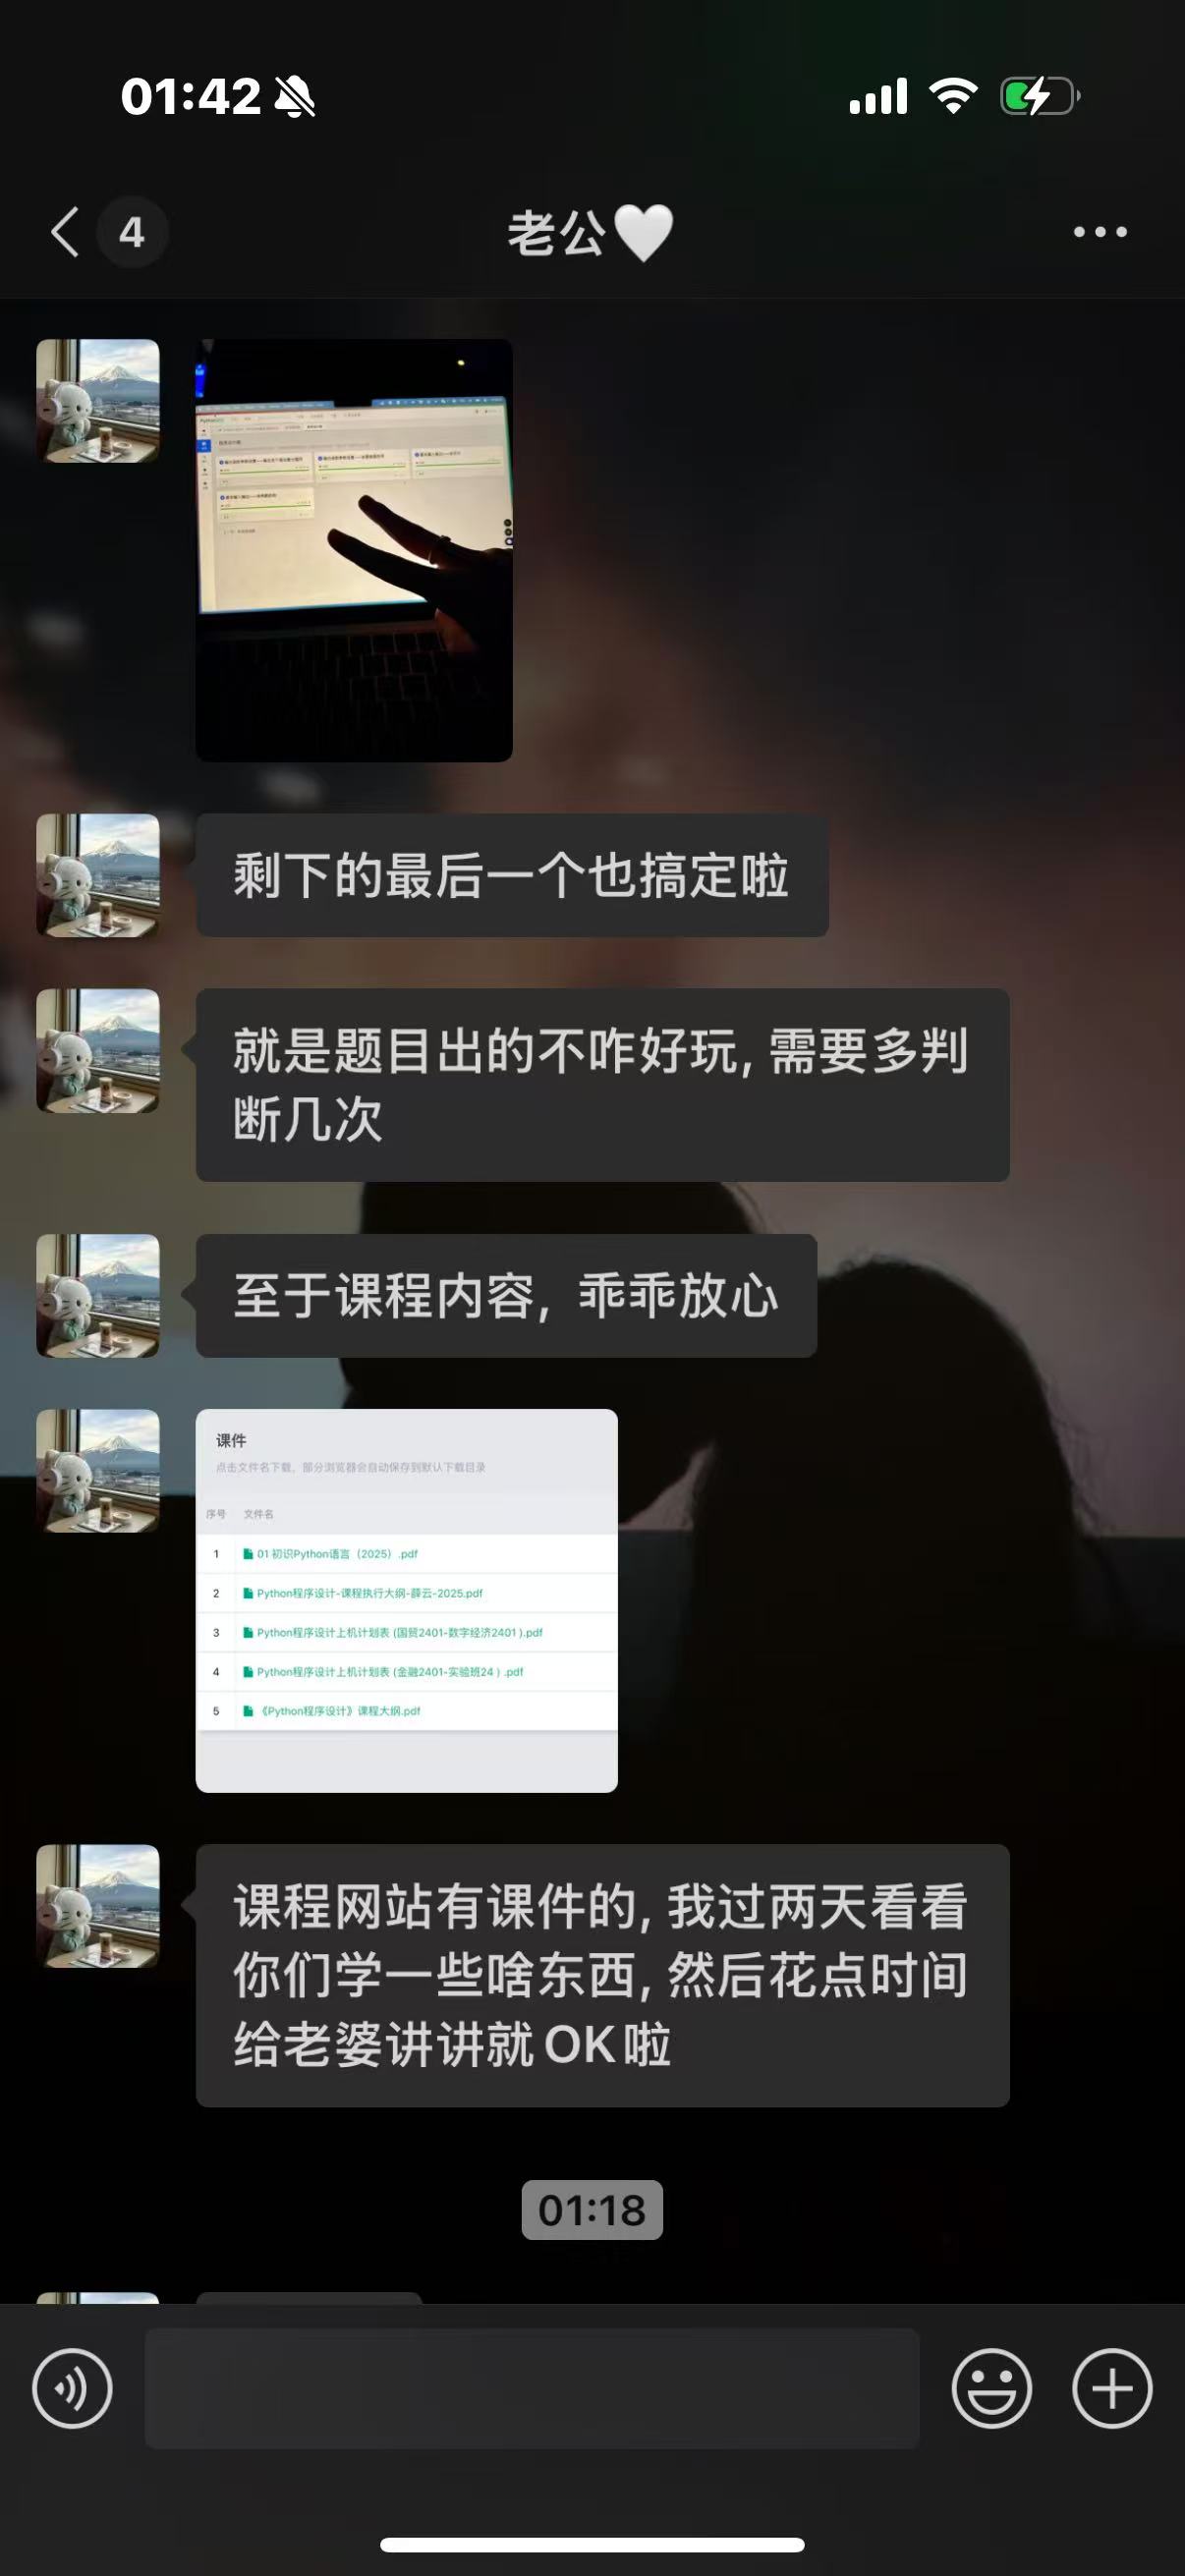 01:42
4
老公🤍
剩下的最后一个也搞定啦
就是题目出的不咋好玩, 需要多判
断几次
至于课程内容, 乖乖放心
课件
点击文件名下载，部分浏览器会自动保存到默认下载目录
序号 文件名
1 01 初识Python语言（2025）.pdf
2 Python程序设计-课程执行大纲-薛云-2025.pdf
3 Python程序设计上机计划表 (国贸2401-数字经济2401 ).pdf
4 Python程序设计上机计划表 (金融2401-实验班24 ) .pdf
5 《Python程序设计》课程大纲.pdf
课程网站有课件的, 我过两天看看
你们学一些啥东西, 然后花点时间
给老婆讲讲就OK啦
01:18